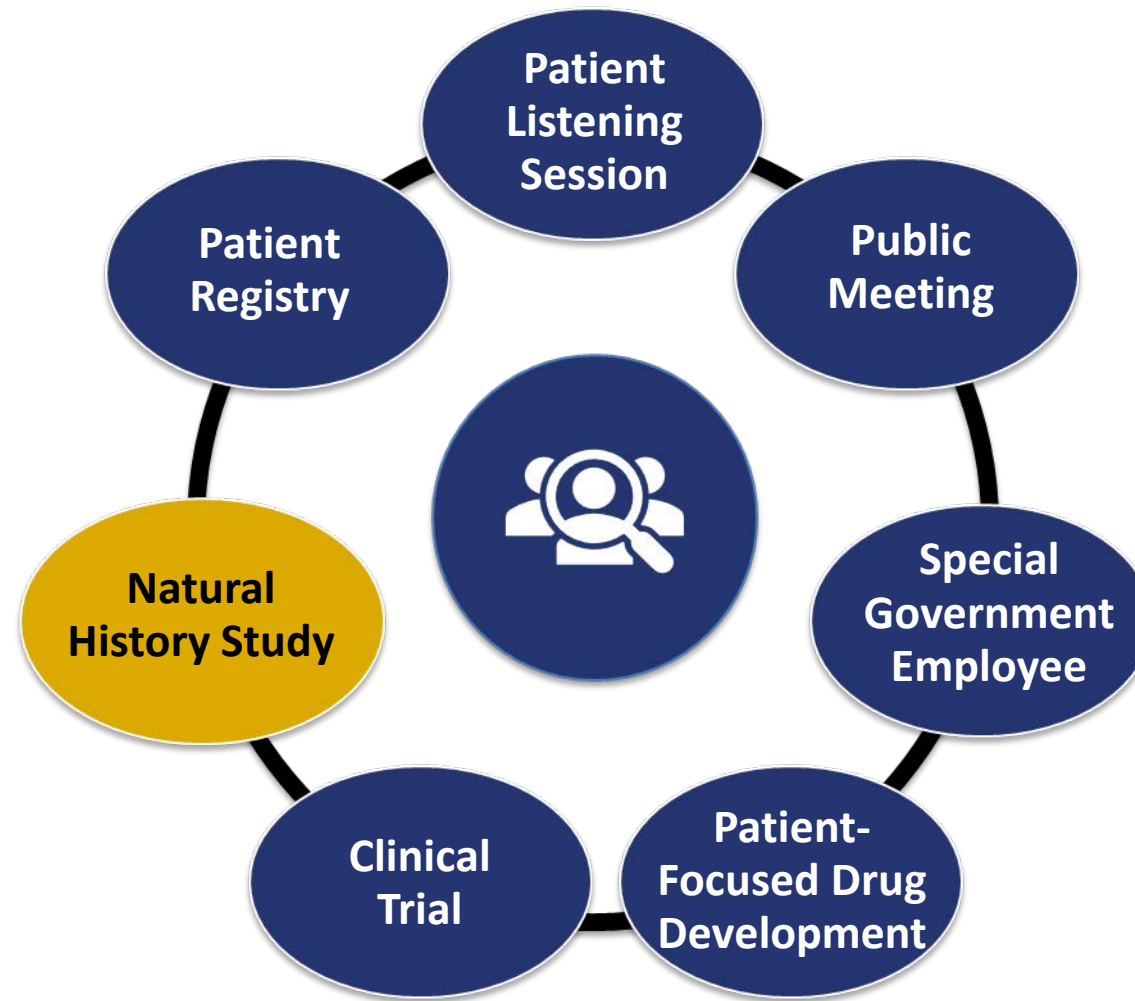 Patient
Listening
Session
Public
Meeting
Special
Government
Employee
Patient-
Focused Drug
Development
Clinical
Trial
Natural
History Study
Patient
Registry